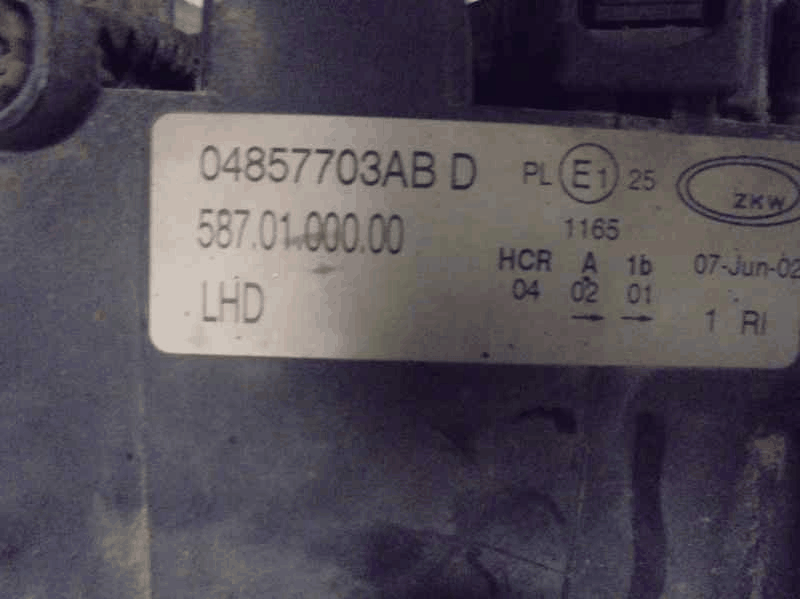 04857703AB D
587.01.000.00
LHD
PL E1 25
1165
HCR A 1b
04 02 01
→ →
ZKW
07-Jun-02
1 RI